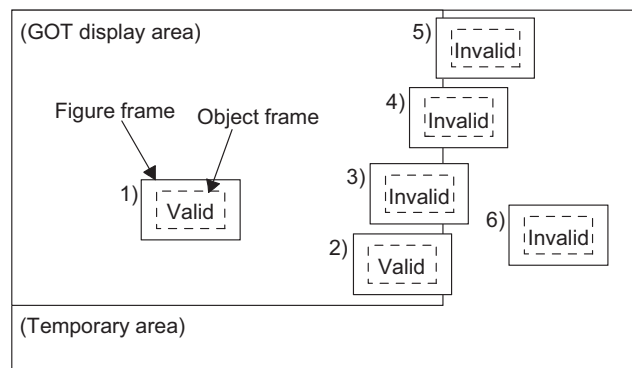 (GOT display area)
5)
Invalid
4)
Invalid
Figure frame
Object frame
3)
Invalid
1)
Valid
6)
Invalid
2)
Valid
(Temporary area)